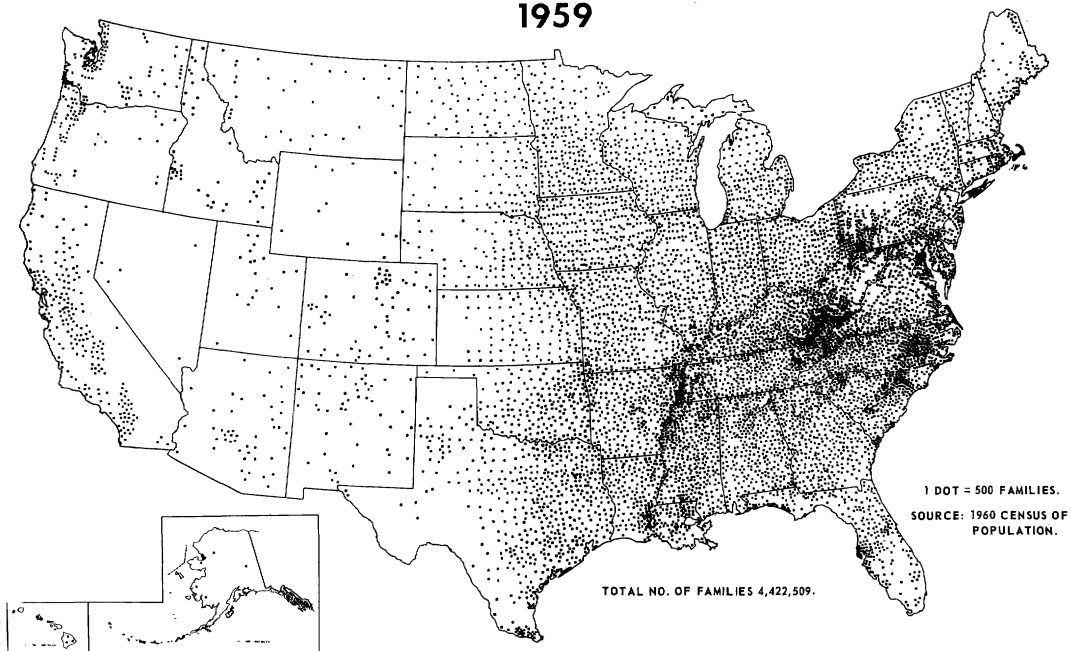 1959
1 DOT = 500 FAMILIES.
SOURCE: 1960 CENSUS OF
POPULATION.
TOTAL NO. OF FAMILIES 4,422,509.